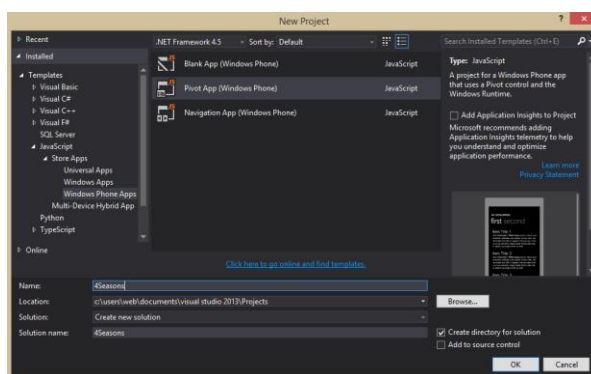 New Project
Recent
.NET Framework 4.5
Sort by: Default
Search Installed Templates (Ctrl+E)
Installed
Templates
Visual Basic
Visual C#
Visual C++
Visual F#
SQL Server
JavaScript
Store Apps
Universal Apps
Windows Apps
Windows Phone Apps
Multi-Device Hybrid App
Python
TypeScript
Online
Blank App (Windows Phone) JavaScript
Pivot App (Windows Phone) JavaScript
Navigation App (Windows Phone) JavaScript
Click here to go online and find templates.
Type: JavaScript
A project for a Windows Phone app
that uses a Pivot control and the
Windows Runtime.
Add Application Insights to Project
Microsoft recommends adding
Application Insights telemetry to help
you understand and optimize
application performance.
Learn more
Privacy Statement
first second
Name: 4Seasons
Location: c:\users\web\documents\visual studio 2013\Projects
Browse...
Solution: Create new solution
Solution name: 4Seasons
Create directory for solution
Add to source control
OK Cancel